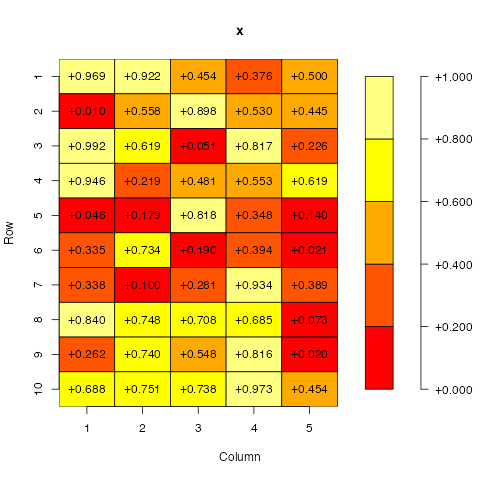 x
1 +0.969 +0.922 +0.454 +0.376 +0.500
2 +0.010 +0.558 +0.898 +0.530 +0.445
3 +0.992 +0.619 +0.051 +0.817 +0.226
4 +0.946 +0.219 +0.481 +0.553 +0.619
5 +0.046 +0.179 +0.818 +0.348 +0.140
6 +0.335 +0.734 +0.190 +0.394 +0.021
7 +0.338 +0.100 +0.281 +0.934 +0.389
8 +0.840 +0.748 +0.708 +0.685 +0.073
9 +0.262 +0.740 +0.548 +0.816 +0.020
10 +0.688 +0.751 +0.738 +0.973 +0.454
1 2 3 4 5
Row
Column
+1.000
+0.800
+0.600
+0.400
+0.200
+0.000